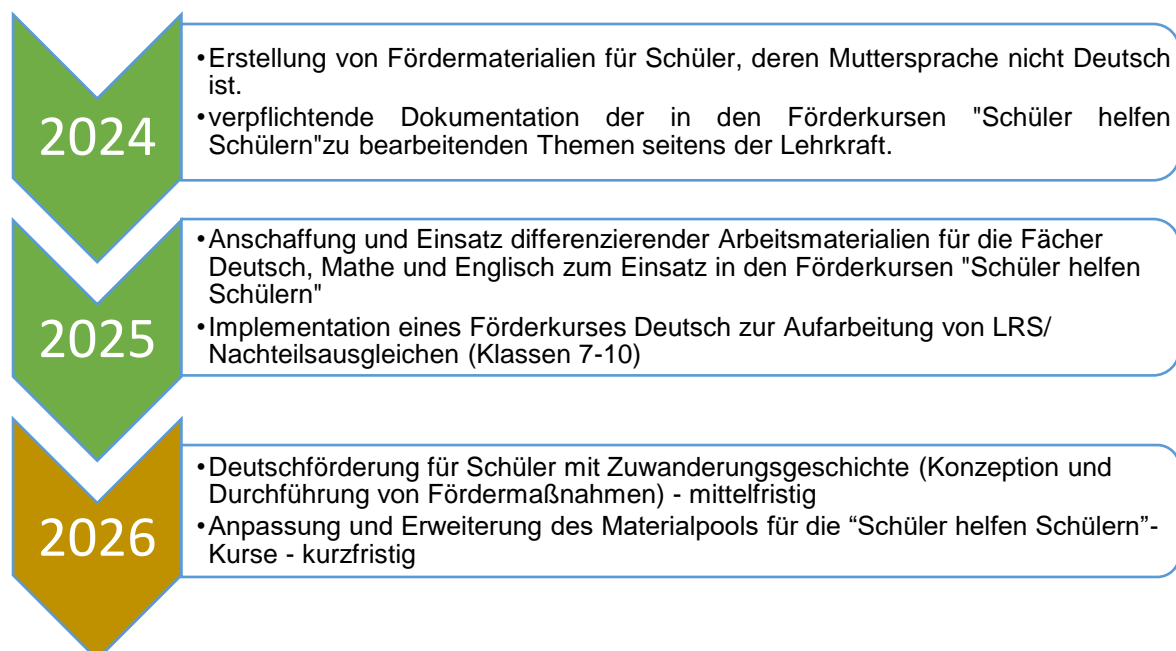 2024
•Erstellung von Fördermaterialien für Schüler, deren Muttersprache nicht Deutsch
ist.
•verpflichtende Dokumentation der in den Förderkursen "Schüler helfen
Schülern"zu bearbeitenden Themen seitens der Lehrkraft.
2025
•Anschaffung und Einsatz differenzierender Arbeitsmaterialien für die Fächer
Deutsch, Mathe und Englisch zum Einsatz in den Förderkursen "Schüler helfen
Schülern"
•Implementation eines Förderkurses Deutsch zur Aufarbeitung von LRS/
Nachteilsausgleichen (Klassen 7-10)
2026
•Deutschförderung für Schüler mit Zuwanderungsgeschichte (Konzeption und
Durchführung von Fördermaßnahmen) - mittelfristig
•Anpassung und Erweiterung des Materialpools für die “Schüler helfen Schülern”-
Kurse - kurzfristig